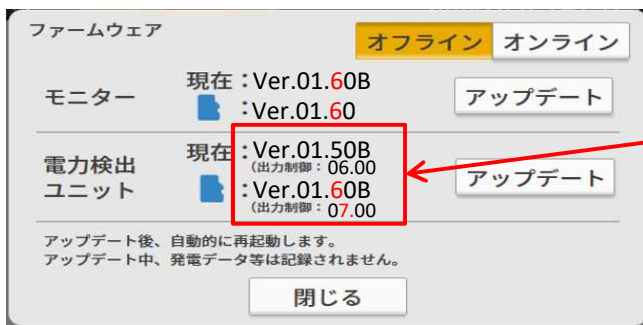 ファームウェア
オフライン オンライン
モニター
現在：Ver.01.60B
：Ver.01.60
アップデート
電力検出
ユニット
現在：Ver.01.50B
(出力制御：06.00
：Ver.01.60B
(出力制御：07.00
アップデート
アップデート後、自動的に再起動します。
アップデート中、発電データ等は記録されません。
閉じる